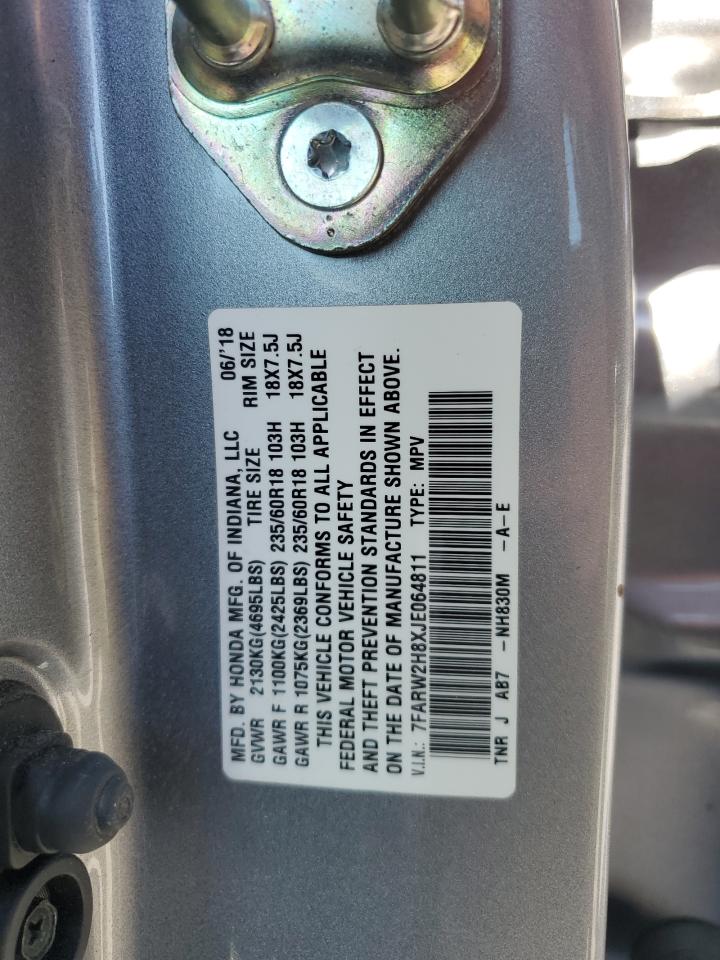 MFD. BY HONDA MFG. OF INDIANA, LLC 06/'18
GVWR 2130KG(4695LBS) TIRE SIZE RIM SIZE
GAWR F 1100KG(2425LBS) 235/60R18 103H 18X7.5J
GAWR R 1075KG(2369LBS) 235/60R18 103H 18X7.5J
THIS VEHICLE CONFORMS TO ALL APPLICABLE
FEDERAL MOTOR VEHICLE SAFETY
AND THEFT PREVENTION STANDARDS IN EFFECT
ON THE DATE OF MANUFACTURE SHOWN ABOVE.
V.I.N.: 7FARW2H8XJE064811 TYPE: MPV
TNR J AB7 -NH830M -A-E